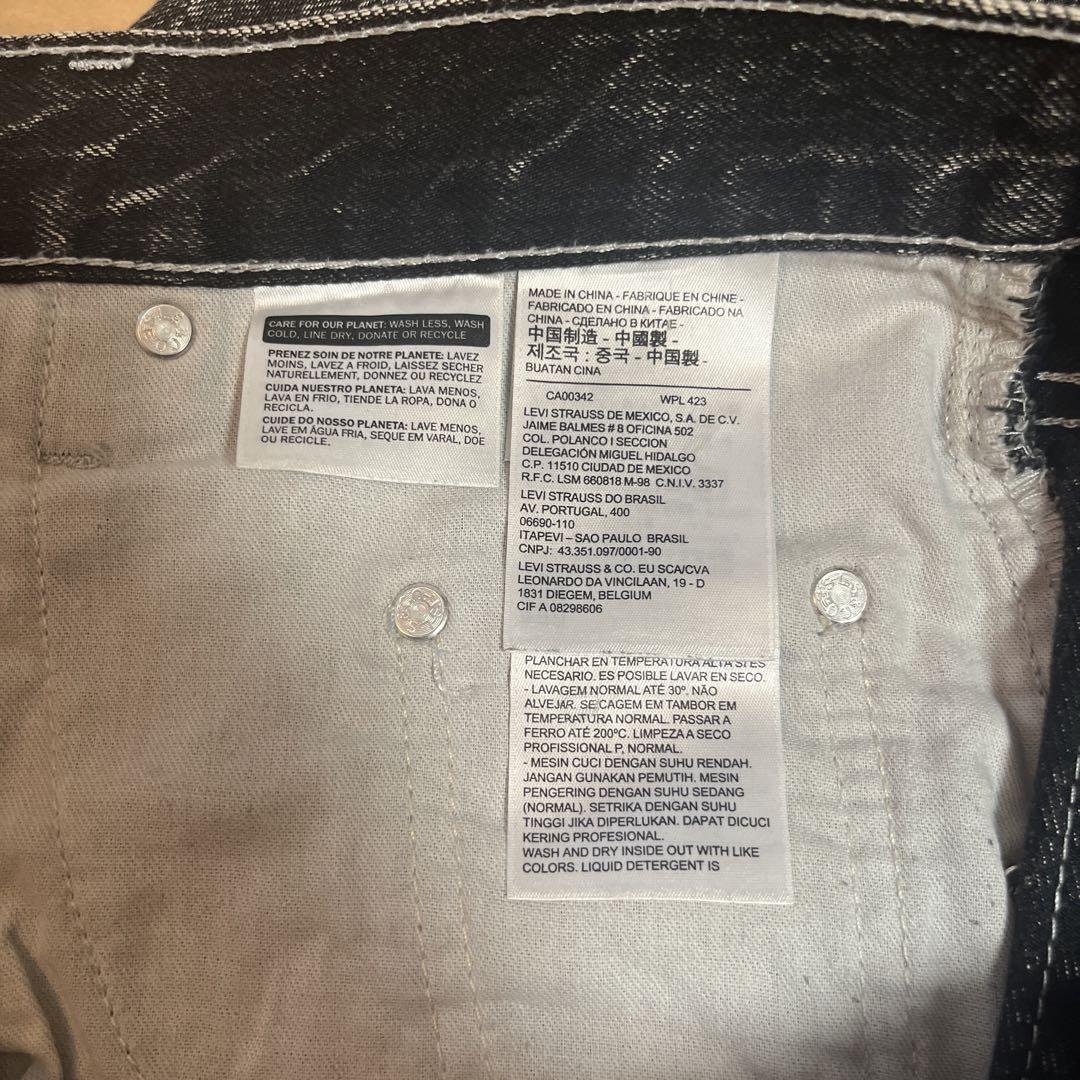 CARE FOR OUR PLANET: WASH LESS, WASH
COLD, LINE DRY, DONATE OR RECYCLE
PRENEZ SOIN DE NOTRE PLANETE: LAVEZ
MOINS, LAVEZ A FROID, LAISSEZ SECHER
NATURELLEMENT, DONNEZ OU RECYCLEZ
CUIDA NUESTRO PLANETA: LAVA MENOS,
LAVA EN FRIO, TIENDE LA ROPA, DONA O
RECICLA.
CUIDE DO NOSSO PLANETA: LAVE MENOS,
LAVE EM ÁGUA FRIA, SEQUE EM VARAL, DOE
OU RECICLE.
MADE IN CHINA - FABRIQUE EN CHINE -
FABRICADO EN CHINA - FABRICADO NA
CHINA - СДЕЛАНО В КИТАЕ -
中国制造 - 中國製 -
제조국 : 중국 - 中国製 -
BUATAN CINA
CA00342 WPL 423
LEVI STRAUSS DE MEXICO, S.A. DE C.V.
JAIME BALMES # 8 OFICINA 502
COL. POLANCO I SECCION
DELEGACIÓN MIGUEL HIDALGO
C.P. 11510 CIUDAD DE MEXICO
R.F.C. LSM 660818 M-98 C.N.I.V. 3337
LEVI STRAUSS DO BRASIL
AV. PORTUGAL, 400
06690-110
ITAPEVI – SAO PAULO BRASIL
CNPJ: 43.351.097/0001-90
LEVI STRAUSS & CO. EU SCA/CVA
LEONARDO DA VINCILAAN, 19 - D
1831 DIEGEM, BELGIUM
CIF A 08298606
PLANCHAR EN TEMPERATURA ALTA SI ES
NECESARIO. ES POSIBLE LAVAR EN SECO.
- LAVAGEM NORMAL ATÉ 30º. NÃO
ALVEJAR. SECAGEM EM TAMBOR EM
TEMPERATURA NORMAL. PASSAR A
FERRO ATÉ 200ºC. LIMPEZA A SECO
PROFISSIONAL P, NORMAL.
- MESIN CUCI DENGAN SUHU RENDAH.
JANGAN GUNAKAN PEMUTIH. MESIN
PENGERING DENGAN SUHU SEDANG
(NORMAL). SETRIKA DENGAN SUHU
TINGGI JIKA DIPERLUKAN. DAPAT DICUCI
KERING PROFESIONAL.
WASH AND DRY INSIDE OUT WITH LIKE
COLORS. LIQUID DETERGENT IS